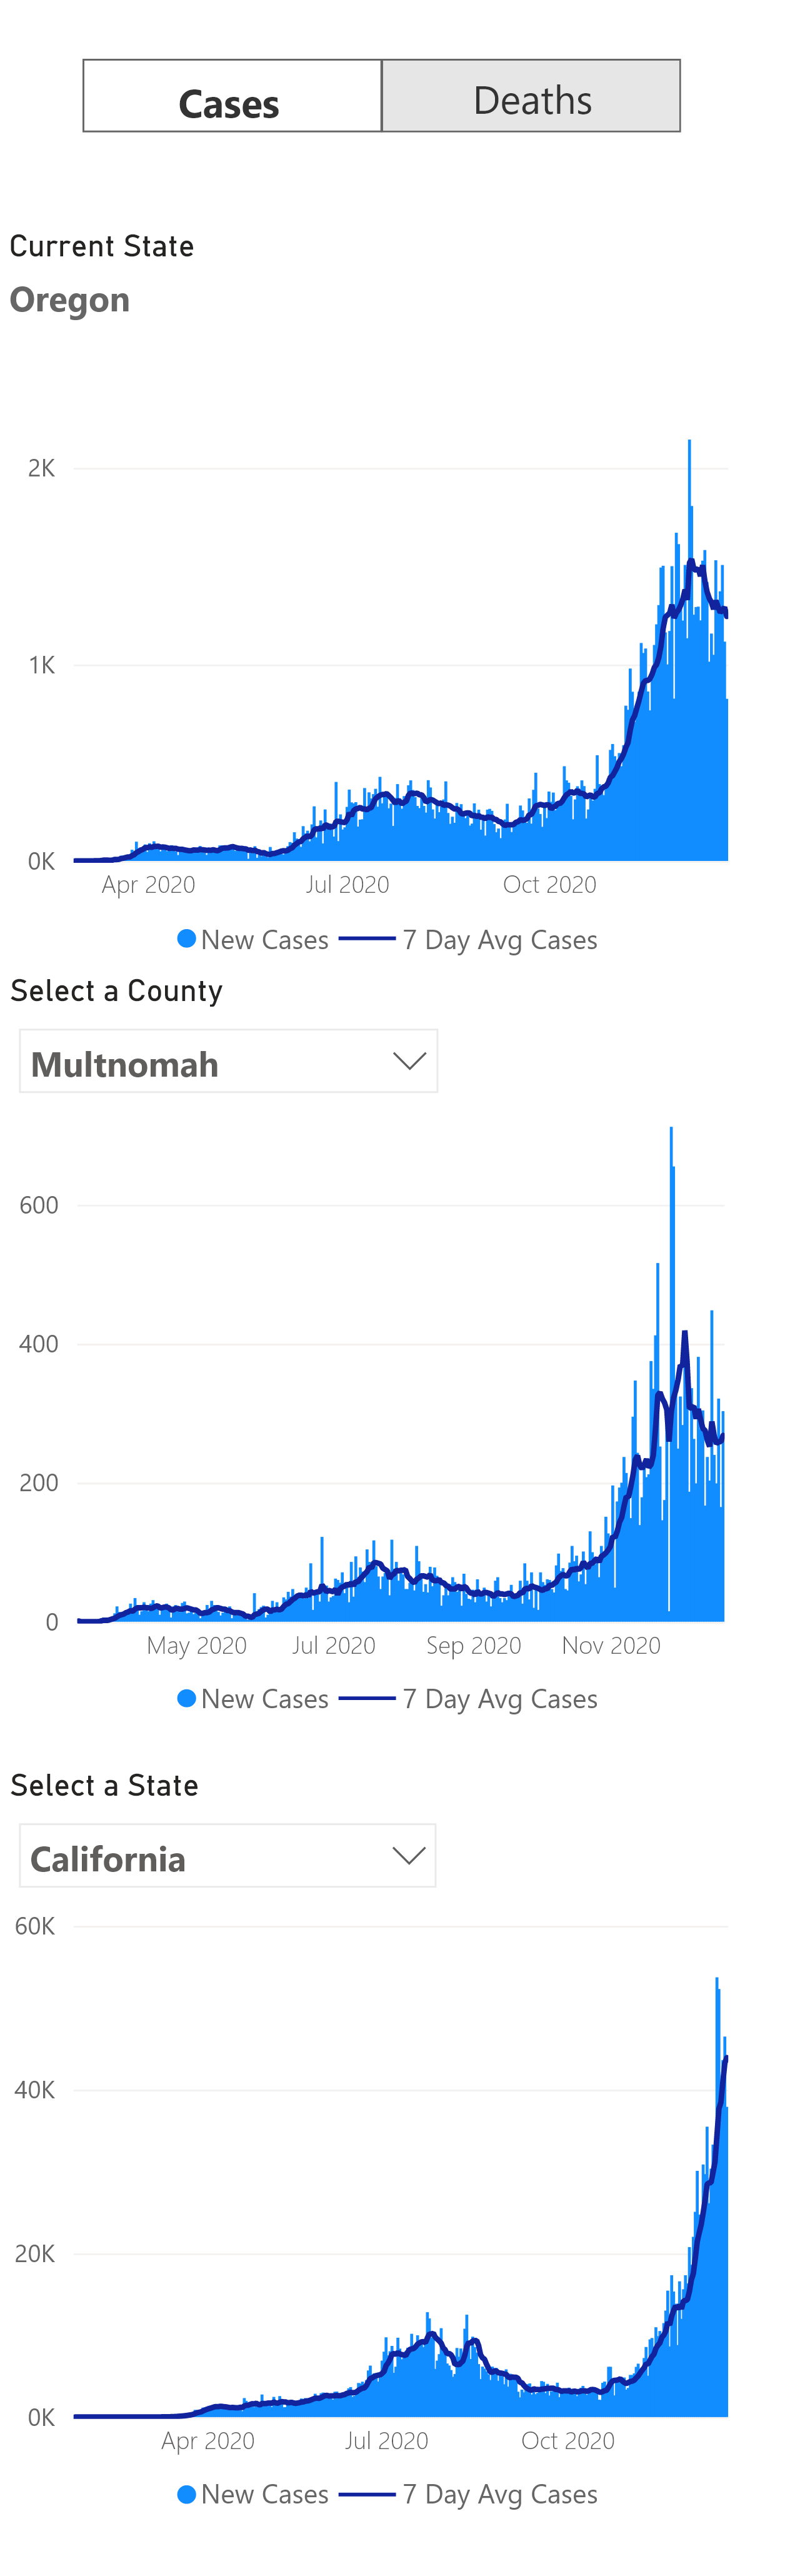 Cases Deaths
Current State
Oregon
2K
1K
0K
Apr 2020 Jul 2020 Oct 2020
New Cases 7 Day Avg Cases
Select a County
Multnomah
600
400
200
0
May 2020 Jul 2020 Sep 2020 Nov 2020
New Cases 7 Day Avg Cases
Select a State
California
60K
40K
20K
0K
Apr 2020 Jul 2020 Oct 2020
New Cases 7 Day Avg Cases